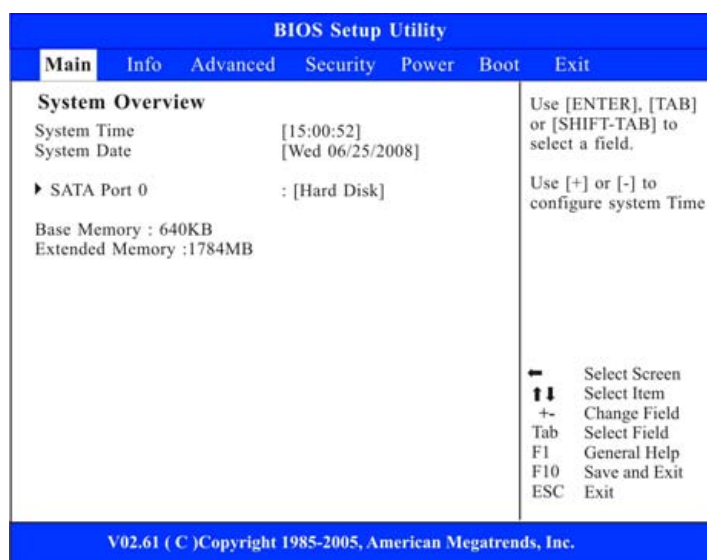 BIOS Setup Utility
Main Info Advanced Security Power Boot Exit
System Overview
System Time [15:00:52]
System Date [Wed 06/25/2008]
SATA Port 0 : [Hard Disk]
Base Memory : 640KB
Extended Memory :1784MB
Use [ENTER], [TAB]
or [SHIFT-TAB] to
select a field.
Use [+] or [-] to
configure system Time
Select Screen
Select Item
+- Change Field
Tab Select Field
F1 General Help
F10 Save and Exit
ESC Exit
V02.61 ( C )Copyright 1985-2005, American Megatrends, Inc.